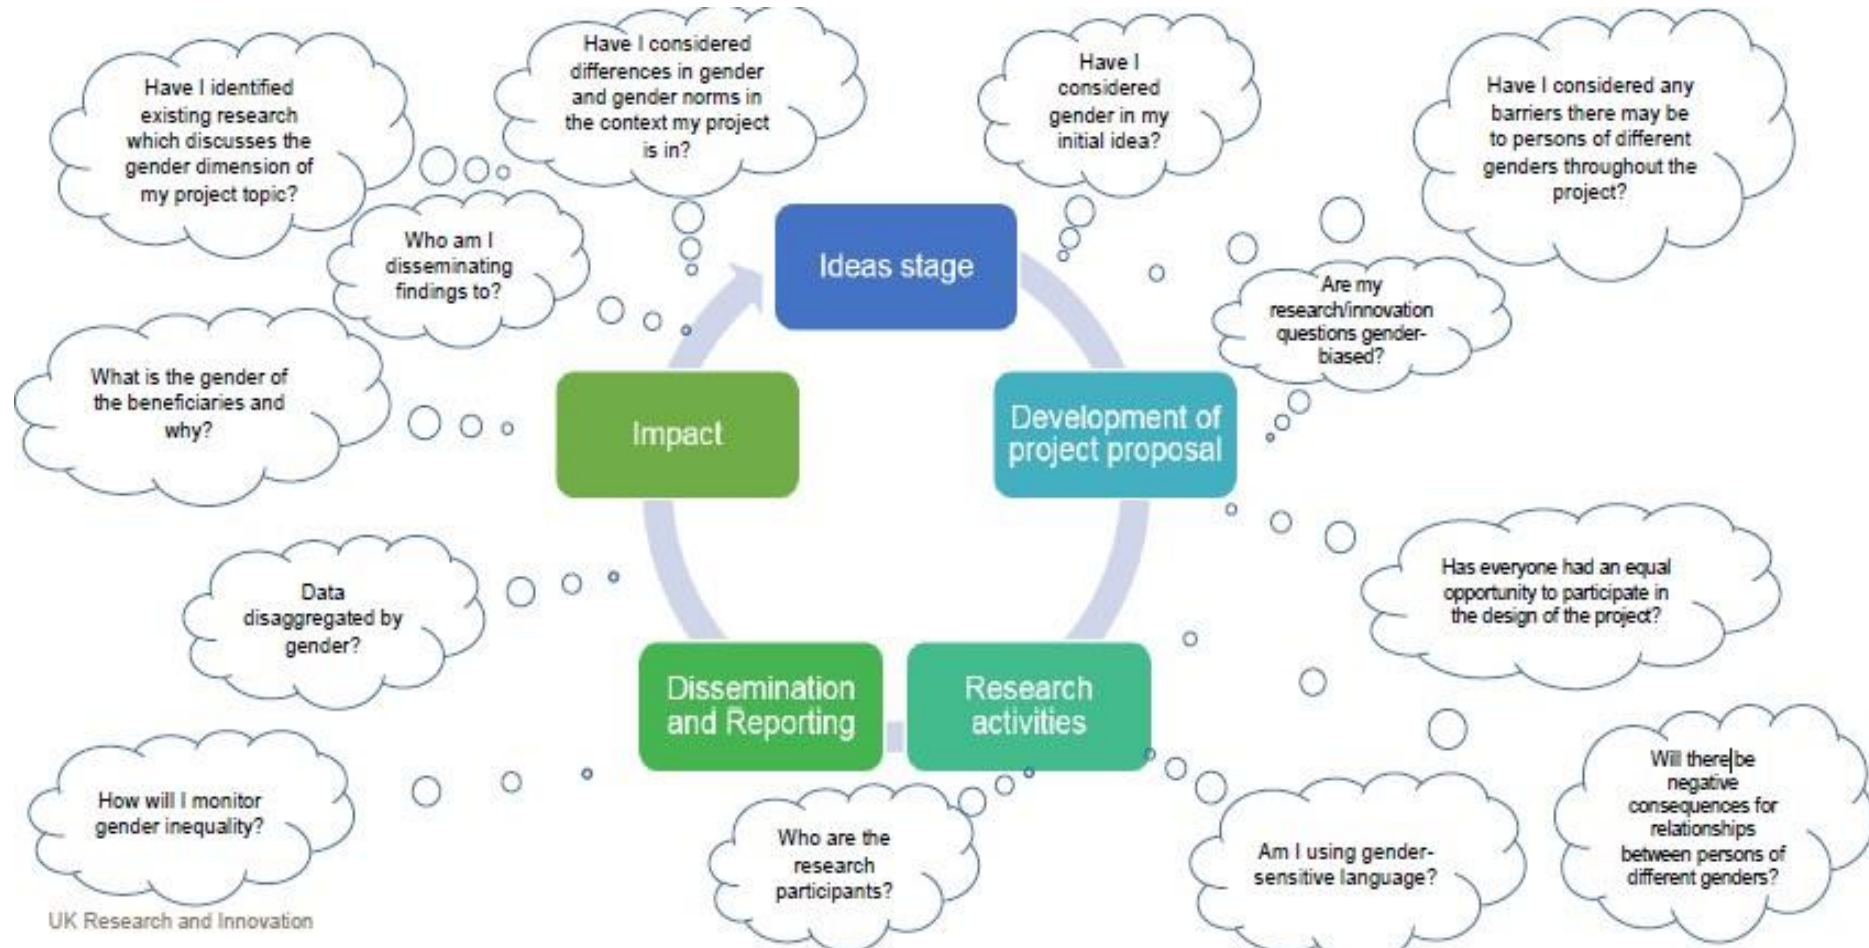 Have I identified
existing research
which discusses the
gender dimension of
my project topic?
Have I considered
differences in gender
and gender norms in
the context my project
is in?
Have I
considered
gender in my
initial idea?
Have I considered any
barriers there may be
to persons of different
genders throughout the
project?
Who am I
disseminating
findings to?
Ideas stage
Are my
research/innovation
questions gender-
biased?
What is the gender of
the beneficiaries and
why?
Impact
Development of
project proposal
Data
disaggregated by
gender?
Has everyone had an equal
opportunity to participate in
the design of the project?
Dissemination
and Reporting
Research
activities
How will I monitor
gender inequality?
Who are the
research
participants?
Am I using gender-
sensitive language?
Will there be
negative
consequences for
relationships
between persons of
different genders?
UK Research and Innovation